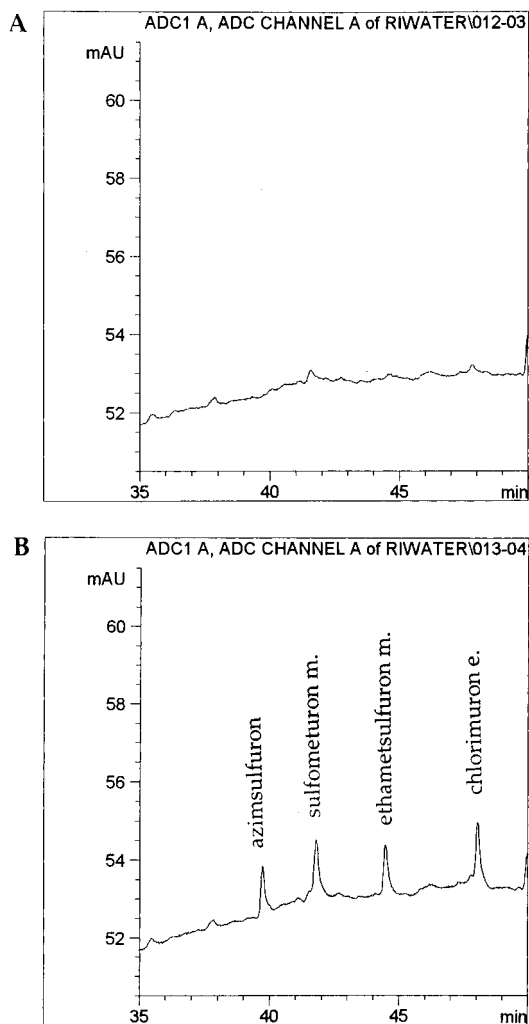 A
ADC1 A, ADC CHANNEL A of RIWATER\012-03
mAU
60
58
56
54
52
35 40 45 min
B
ADC1 A, ADC CHANNEL A of RIWATER\013-04
mAU
60
58
56
54
52
azimsulfuron
sulfometuron m.
ethametsulfuron m.
chlorimuron e.
35 40 45 min